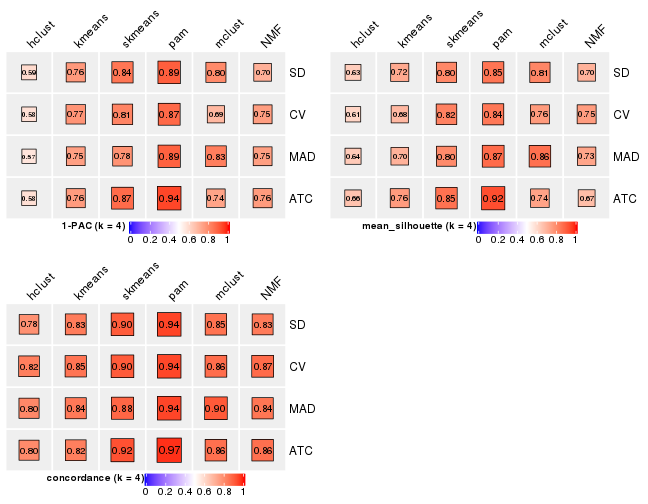 hclust kmeans skmeans pam mclust NMF
0.59 0.76 0.84 0.89 0.80 0.70 SD
0.58 0.77 0.81 0.87 0.69 0.75 CV
0.57 0.75 0.78 0.89 0.83 0.75 MAD
0.58 0.76 0.87 0.94 0.74 0.76 ATC
1-PAC (k = 4)
0 0.2 0.4 0.6 0.8 1
hclust kmeans skmeans pam mclust NMF
0.63 0.72 0.80 0.85 0.81 0.70 SD
0.61 0.68 0.82 0.84 0.76 0.75 CV
0.64 0.70 0.80 0.87 0.86 0.73 MAD
0.66 0.76 0.85 0.92 0.74 0.67 ATC
mean_silhouette (k = 4)
0 0.2 0.4 0.6 0.8 1
hclust kmeans skmeans pam mclust NMF
0.78 0.83 0.90 0.94 0.85 0.83 SD
0.82 0.85 0.90 0.94 0.86 0.87 CV
0.80 0.84 0.88 0.94 0.90 0.84 MAD
0.80 0.82 0.92 0.97 0.86 0.86 ATC
concordance (k = 4)
0 0.2 0.4 0.6 0.8 1